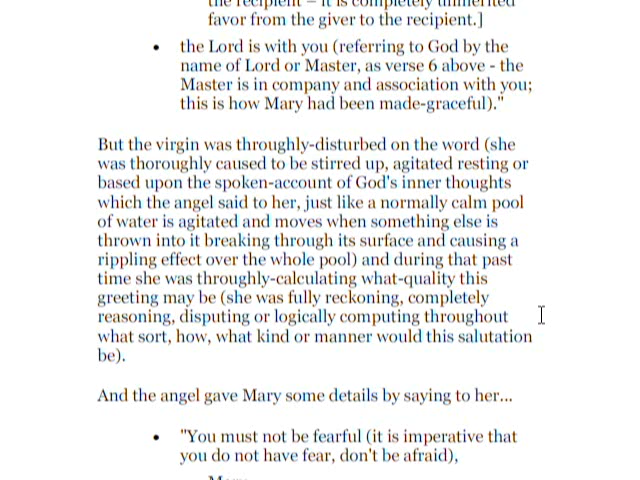 the recipient – it is completely unmerited
favor from the giver to the recipient.]
• the Lord is with you (referring to God by the
name of Lord or Master, as verse 6 above - the
Master is in company and association with you;
this is how Mary had been made-graceful)."
But the virgin was throughly-disturbed on the word (she
was thoroughly caused to be stirred up, agitated resting or
based upon the spoken-account of God's inner thoughts
which the angel said to her, just like a normally calm pool
of water is agitated and moves when something else is
thrown into it breaking through its surface and causing a
rippling effect over the whole pool) and during that past
time she was throughly-calculating what-quality this
greeting may be (she was fully reckoning, completely
reasoning, disputing or logically computing throughout
what sort, how, what kind or manner would this salutation
be).
And the angel gave Mary some details by saying to her...
• "You must not be fearful (it is imperative that
you do not have fear, don't be afraid),